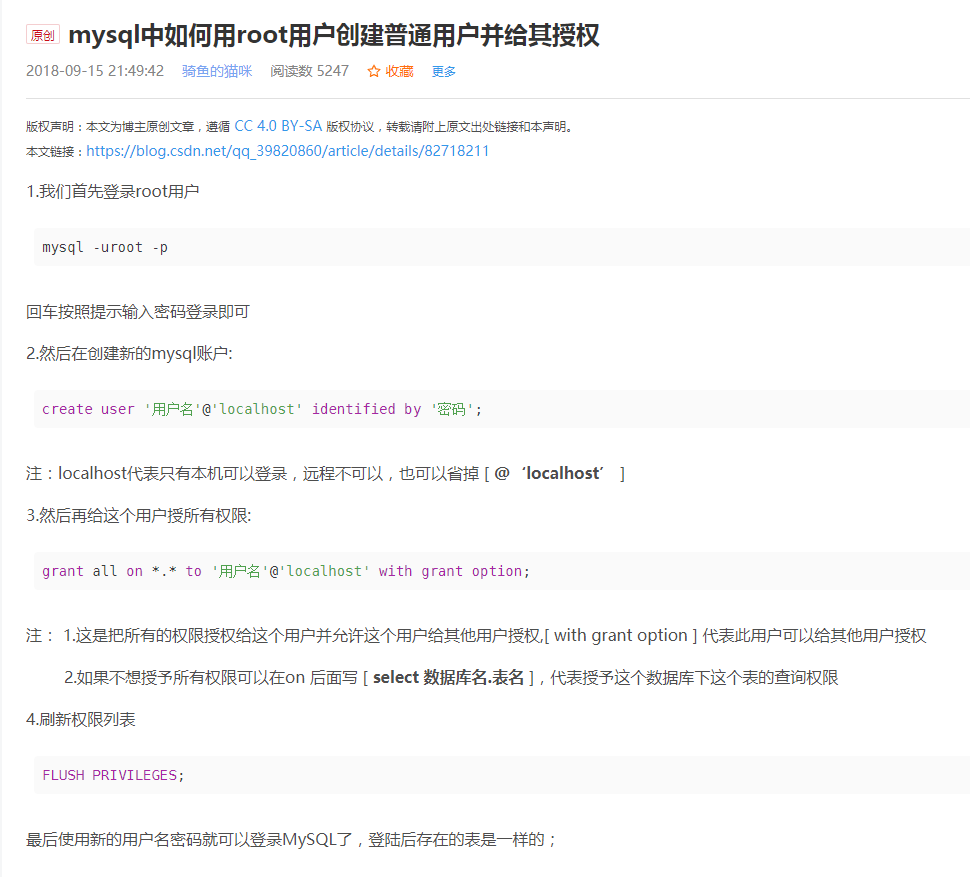 原创 mysql中如何用root用户创建普通用户并给其授权
2018-09-15 21:49:42 骑鱼的猫咪 阅读数 5247 ☆ 收藏 更多
版权声明：本文为博主原创文章，遵循 CC 4.0 BY-SA 版权协议，转载请附上原文出处链接和本声明。
本文链接：https://blog.csdn.net/qq_39820860/article/details/82718211
1.我们首先登录root用户
mysql -uroot -p
回车按照提示输入密码登录即可
2.然后在创建新的mysql账户:
create user '用户名'@'localhost' identified by '密码';
注：localhost代表只有本机可以登录，远程不可以，也可以省掉 [ @‘localhost’ ]
3.然后再给这个用户授所有权限:
grant all on *.* to '用户名'@'localhost' with grant option;
注： 1.这是把所有的权限授权给这个用户并允许这个用户给其他用户授权,[ with grant option ] 代表此用户可以给其他用户授权
2.如果不想授予所有权限可以在on 后面写 [ select 数据库名.表名 ]，代表授予这个数据库下这个表的查询权限
4.刷新权限列表
FLUSH PRIVILEGES;
最后使用新的用户名密码就可以登录MySQL了，登陆后存在的表是一样的；